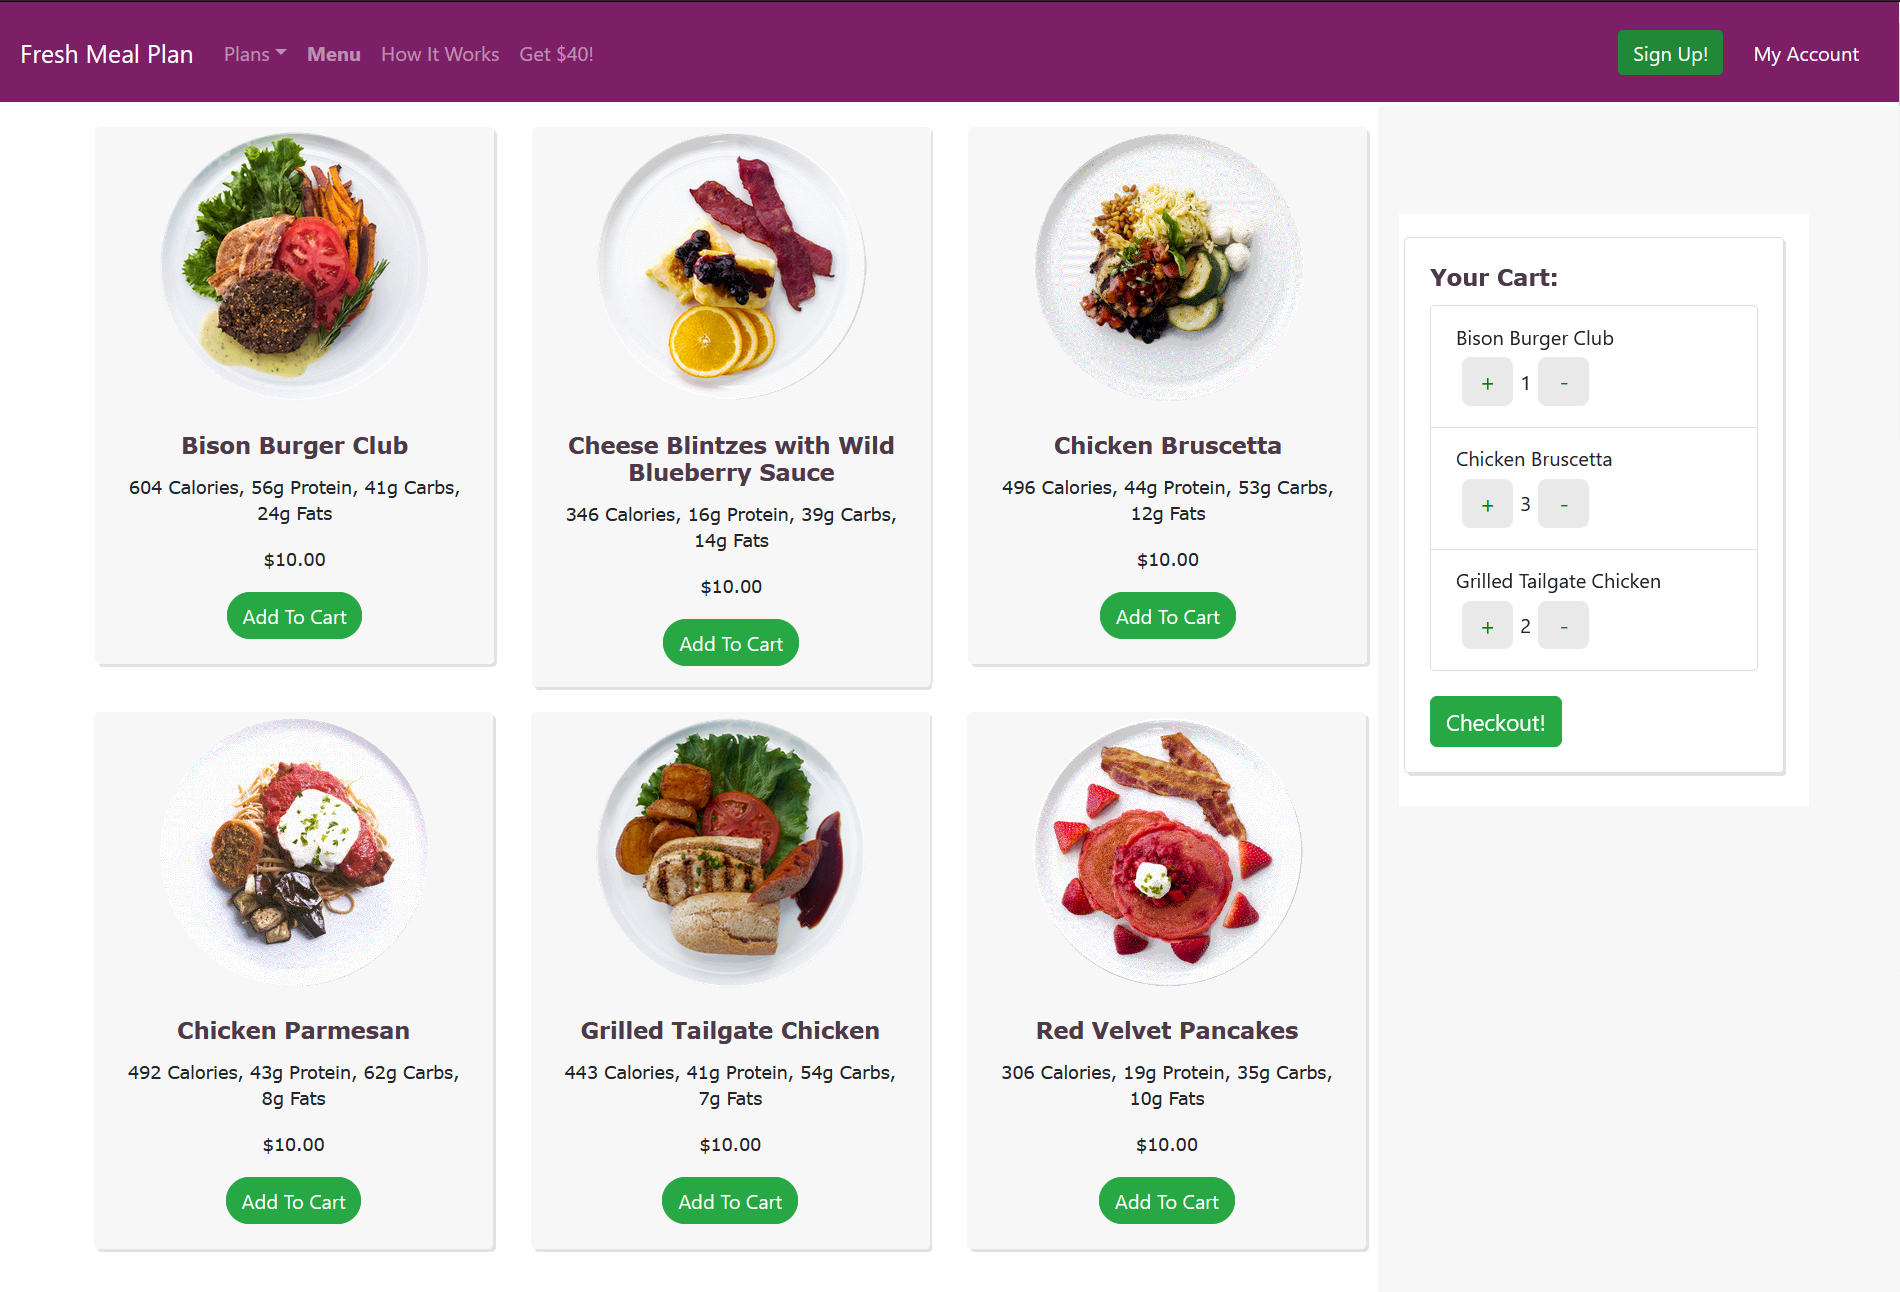 Fresh Meal Plan
Plans
Menu
How It Works
Get $40!
Sign Up!
My Account
Bison Burger Club
604 Calories, 56g Protein, 41g Carbs,
24g Fats
$10.00
Add To Cart
Cheese Blintzes with Wild
Blueberry Sauce
346 Calories, 16g Protein, 39g Carbs,
14g Fats
$10.00
Add To Cart
Chicken Bruscetta
496 Calories, 44g Protein, 53g Carbs,
12g Fats
$10.00
Add To Cart
Chicken Parmesan
492 Calories, 43g Protein, 62g Carbs,
8g Fats
$10.00
Add To Cart
Grilled Tailgate Chicken
443 Calories, 41g Protein, 54g Carbs,
7g Fats
$10.00
Add To Cart
Red Velvet Pancakes
306 Calories, 19g Protein, 35g Carbs,
10g Fats
$10.00
Add To Cart
Your Cart:
Bison Burger Club
+ 1 -
Chicken Bruscetta
+ 3 -
Grilled Tailgate Chicken
+ 2 -
Checkout!